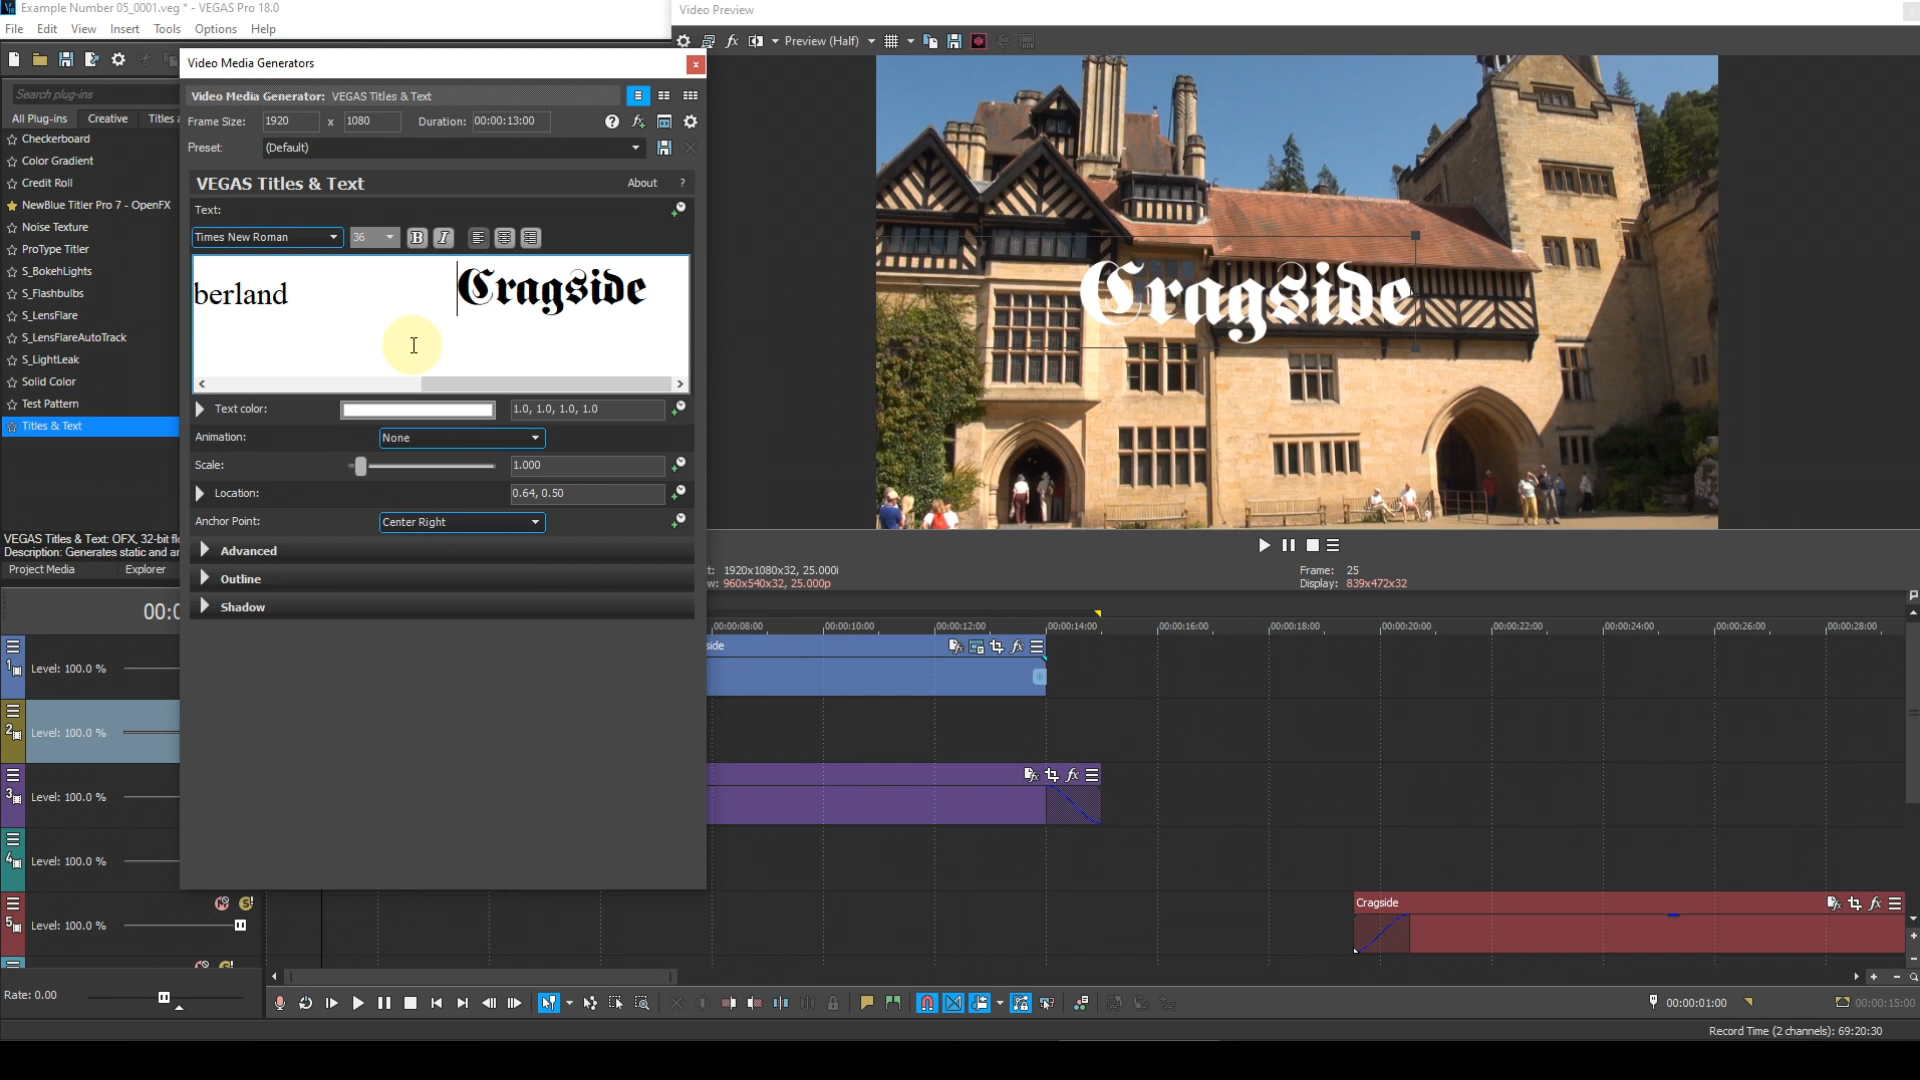 Example Number 05_0001.veg * - VEGAS Pro 18.0
File Edit View Insert Tools Options Help
Search plug-ins
All Plug-ins Creative Titles
Checkerboard
Color Gradient
Credit Roll
NewBlue Titler Pro 7 - OpenFX
Noise Texture
ProType Titler
S_BokehLights
S_Flashbulbs
S_LensFlare
S_LensFlareAutoTrack
S_LightLeak
Solid Color
Test Pattern
Titles & Text
VEGAS Titles & Text: OFX, 32-bit flo
Description: Generates static and an
Project Media Explorer
Video Media Generators
Video Media Generator: VEGAS Titles & Text
Frame Size: 1920 x 1080 Duration: 00:00:13:00
Preset: (Default)
VEGAS Titles & Text About ?
Text:
Times New Roman 36 B I
berland Cragside
Text color: 1.0, 1.0, 1.0, 1.0
Animation: None
Scale: 1.000
Location: 0.64, 0.50
Anchor Point: Center Right
Advanced
Outline
Shadow
Video Preview
Preview (Half)
Cragside
t: 1920x1080x32, 25.000i
w: 960x540x32, 25.000p
Frame: 25
Display: 839x472x32
00:0
00:00:08:00 00:00:10:00 00:00:12:00 00:00:14:00 00:00:16:00 00:00:18:00 00:00:20:00 00:00:22:00 00:00:24:00 00:00:26:00 00:00:28:00
side
1 Level: 100.0 %
2 Level: 100.0 %
3 Level: 100.0 %
4 Level: 100.0 %
5 Level: 100.0 %
Cragside
Rate: 0.00
00:00:01:00
00:00:15:00
Record Time (2 channels): 69:20:30